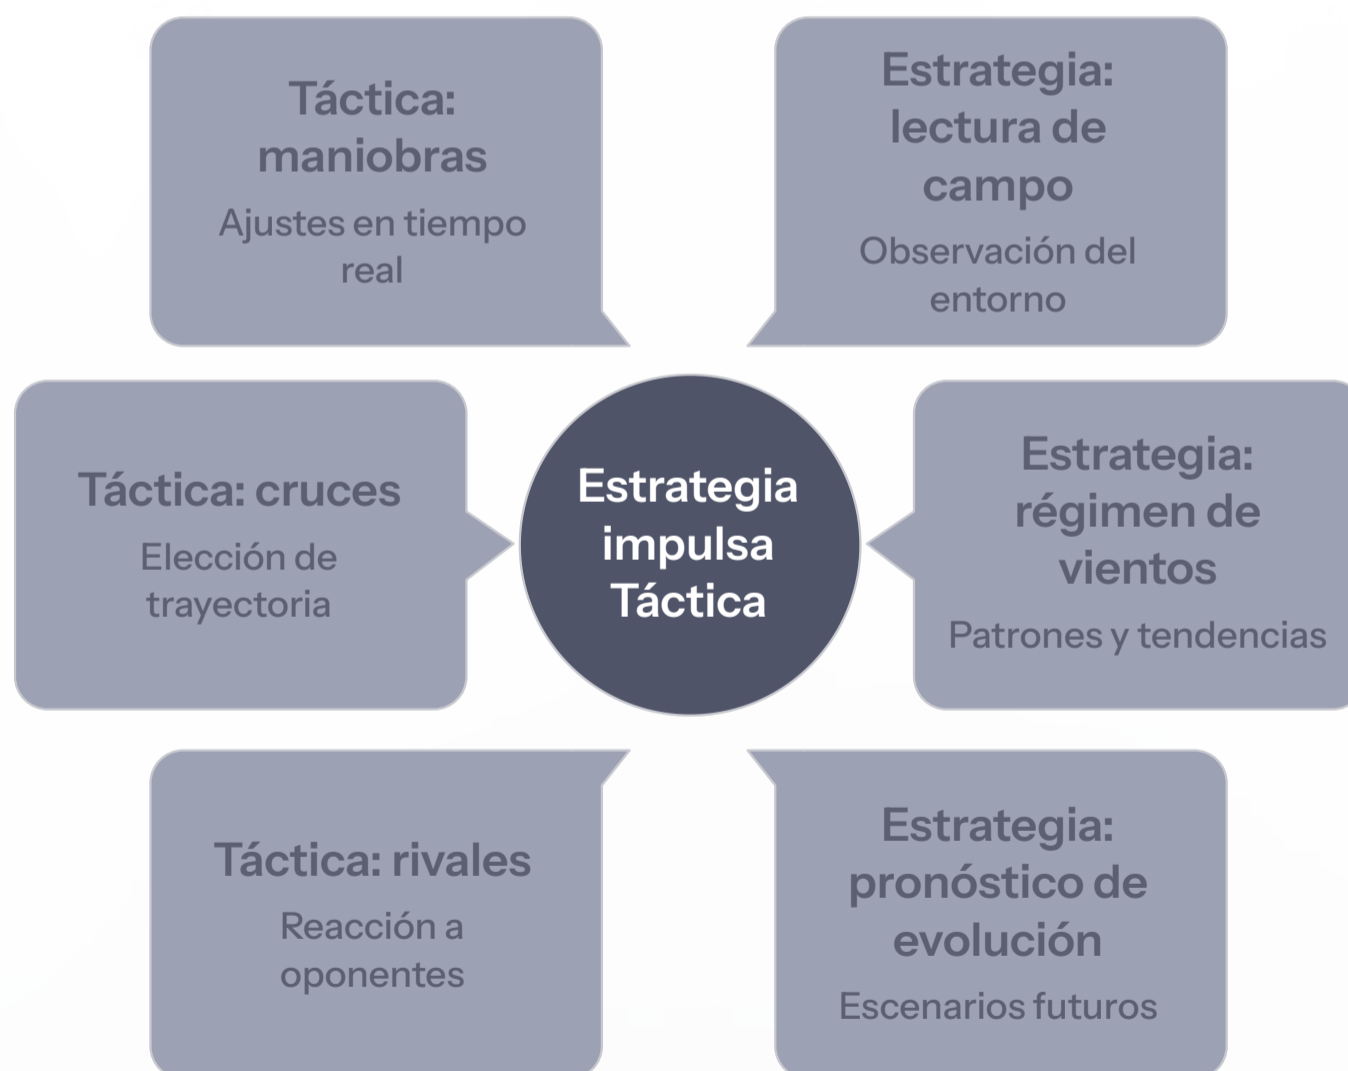 Táctica:
maniobras
Ajustes en tiempo
real
Estrategia:
lectura de
campo
Observación del
entorno
Táctica: cruces
Elección de
trayectoria
Estrategia
impulsa
Táctica
Estrategia:
régimen de
vientos
Patrones y tendencias
Táctica: rivales
Reacción a
oponentes
Estrategia:
pronóstico de
evolución
Escenarios futuros